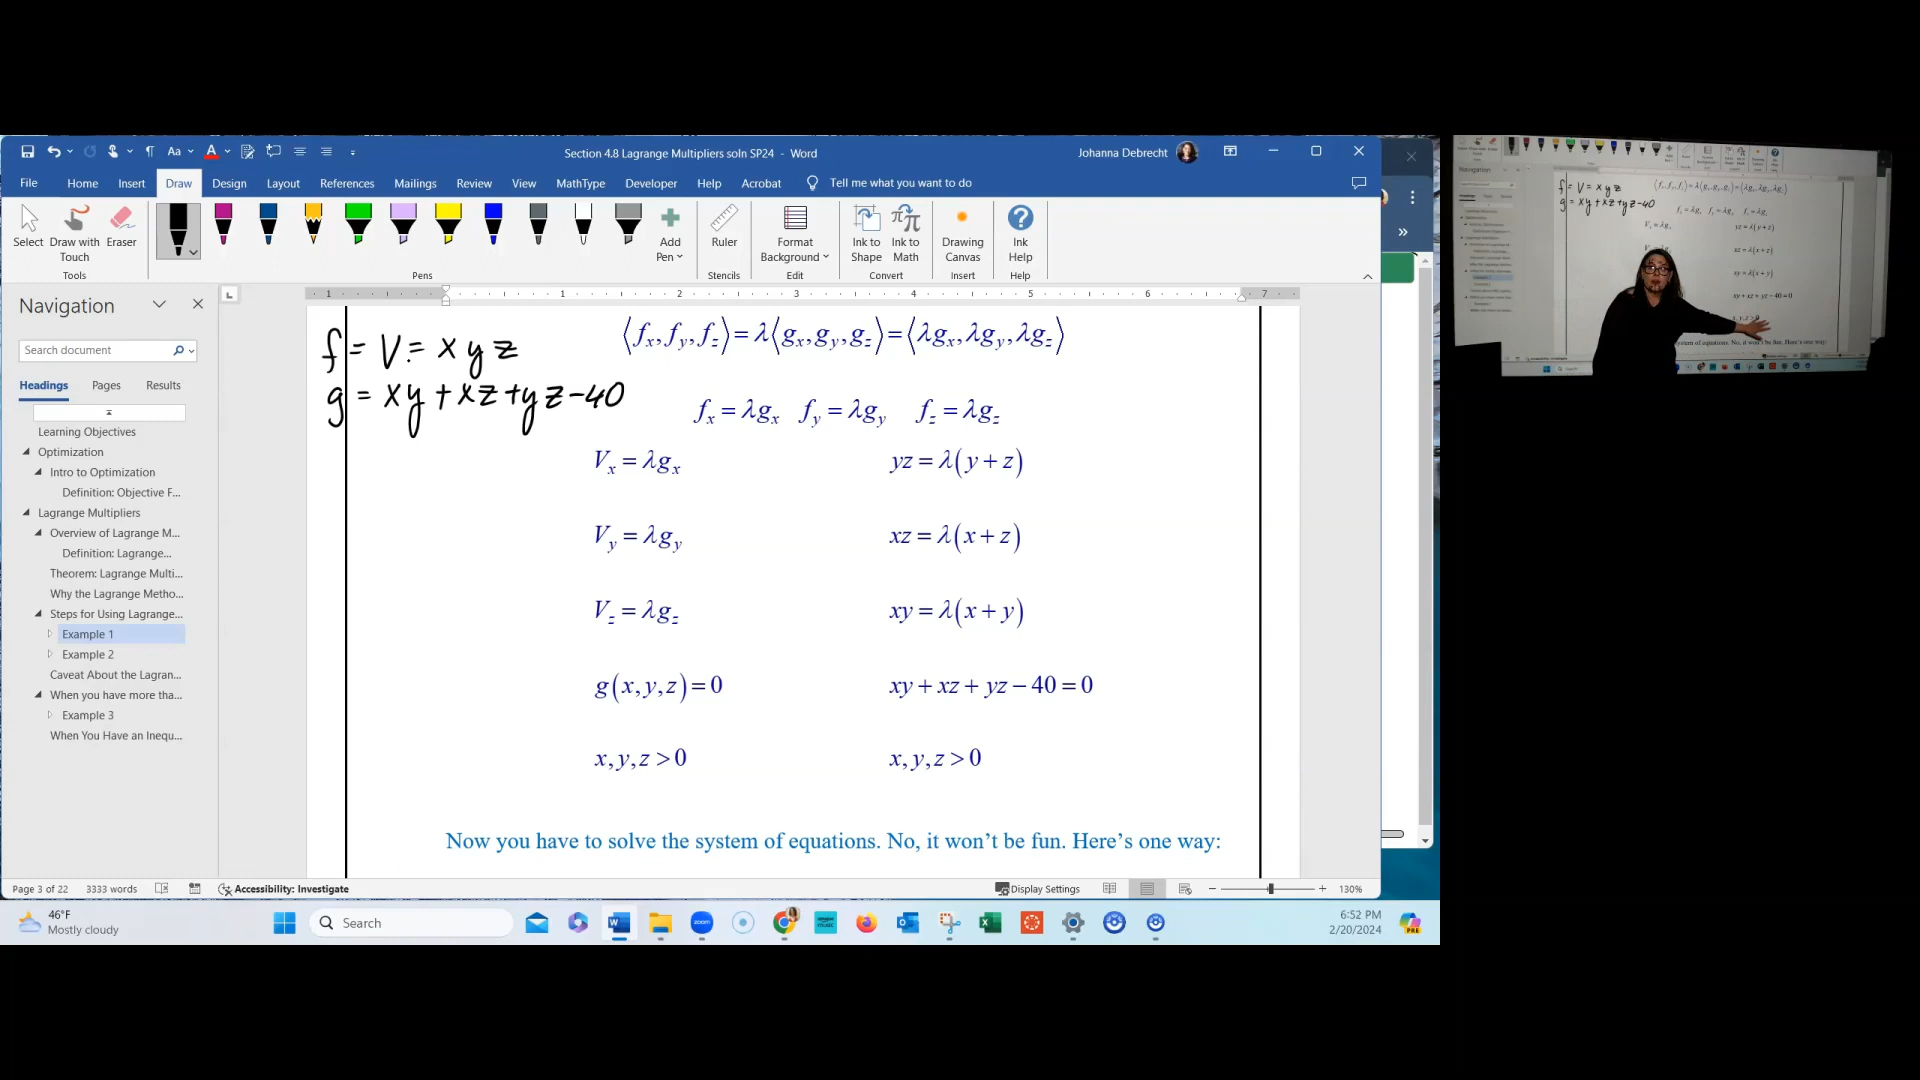 Section 4.8 Lagrange Multipliers soln SP24 - Word
Johanna Debrecht
File Home Insert Draw Design Layout References Mailings Review View MathType Developer Help Acrobat Tell me what you want to do
Select Draw with Touch Eraser Add Pen Ruler Format Background Ink to Shape Ink to Math Drawing Canvas Ink Help
Tools Pens Stencils Edit Convert Insert Help
Navigation
Search document
Headings Pages Results
Learning Objectives
Optimization
Intro to Optimization
Definition: Objective F...
Lagrange Multipliers
Overview of Lagrange M...
Definition: Lagrange...
Theorem: Lagrange Multi...
Why the Lagrange Metho...
Steps for Using Lagrange...
Example 1
Example 2
Caveat About the Lagran...
When you have more tha...
Example 3
When You Have an Inequ...
1 1 2 3 4 5 6 7
f = V = x y z
g = xy + xz + yz - 40
⟨f_x, f_y, f_z⟩ = λ⟨g_x, g_y, g_z⟩ = ⟨λg_x, λg_y, λg_z⟩
f_x = λg_x f_y = λg_y f_z = λg_z
V_x = λg_x yz = λ(y + z)
V_y = λg_y xz = λ(x + z)
V_z = λg_z xy = λ(x + y)
g(x, y, z) = 0 xy + xz + yz − 40 = 0
x, y, z > 0 x, y, z > 0
Now you have to solve the system of equations. No, it won’t be fun. Here’s one way:
Page 3 of 22 3333 words Accessibility: Investigate Display Settings 130%
46°F
Mostly cloudy
Search
6:52 PM
2/20/2024